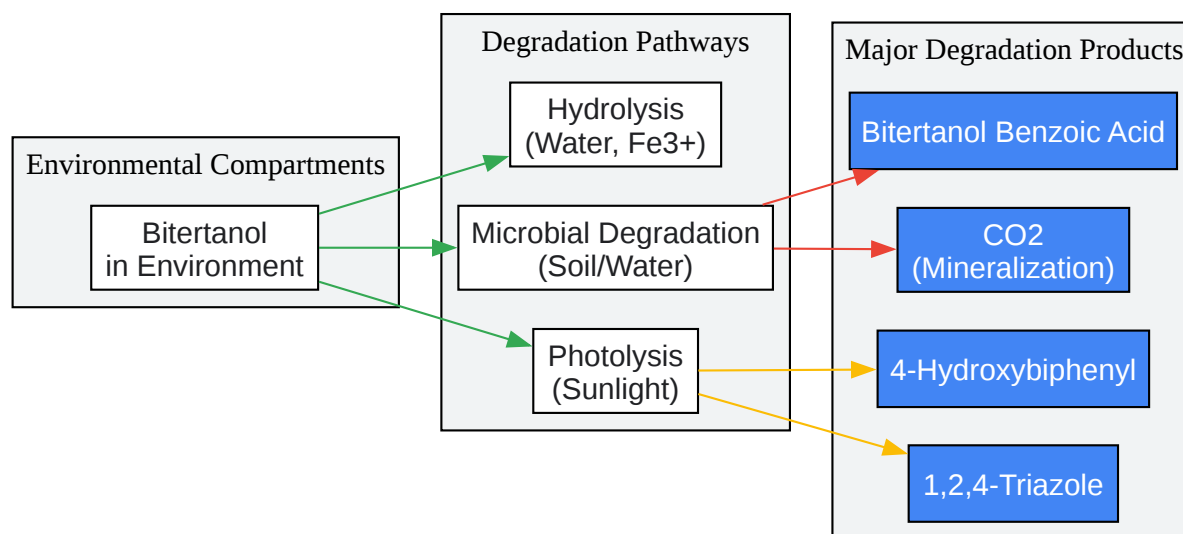 Environmental Compartments
Bitertanol
in Environment
Degradation Pathways
Hydrolysis
(Water, Fe3+)
Microbial Degradation
(Soil/Water)
Photolysis
(Sunlight)
Major Degradation Products
Bitertanol Benzoic Acid
CO2
(Mineralization)
4-Hydroxybiphenyl
1,2,4-Triazole